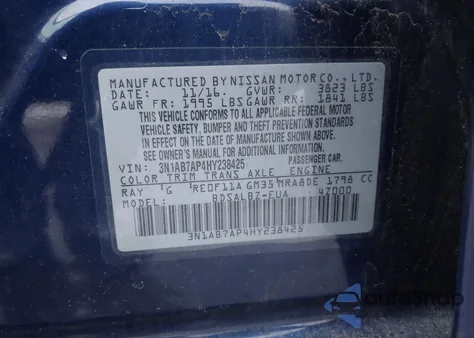 MANUFACTURED BY NISSAN MOTOR CO., LTD.
DATE: 11/16 GVWR: 3823 LBS
GAWR FR: 1995 LBS GAWR RR: 1841 LBS
THIS VEHICLE CONFORMS TO ALL APPLICABLE FEDERAL MOTOR
VEHICLE SAFETY, BUMPER AND THEFT PREVENTION STANDARDS
IN EFFECT ON THE DATE OF MANUFACTURE SHOWN ABOVE.
SEE OWNER'S MANUAL FOR ADDITIONAL INFORMATION.
VIN: 3N1AB7AP4HY238425 PASSENGER CAR
COLOR TRIM TRANS AXLE ENGINE
RAY G RE0F11A GM35 MRA8DE 1798 CC
MODEL: BDSALBZ-EUA 47000
3N1AB7AP4HY238425
autosnap